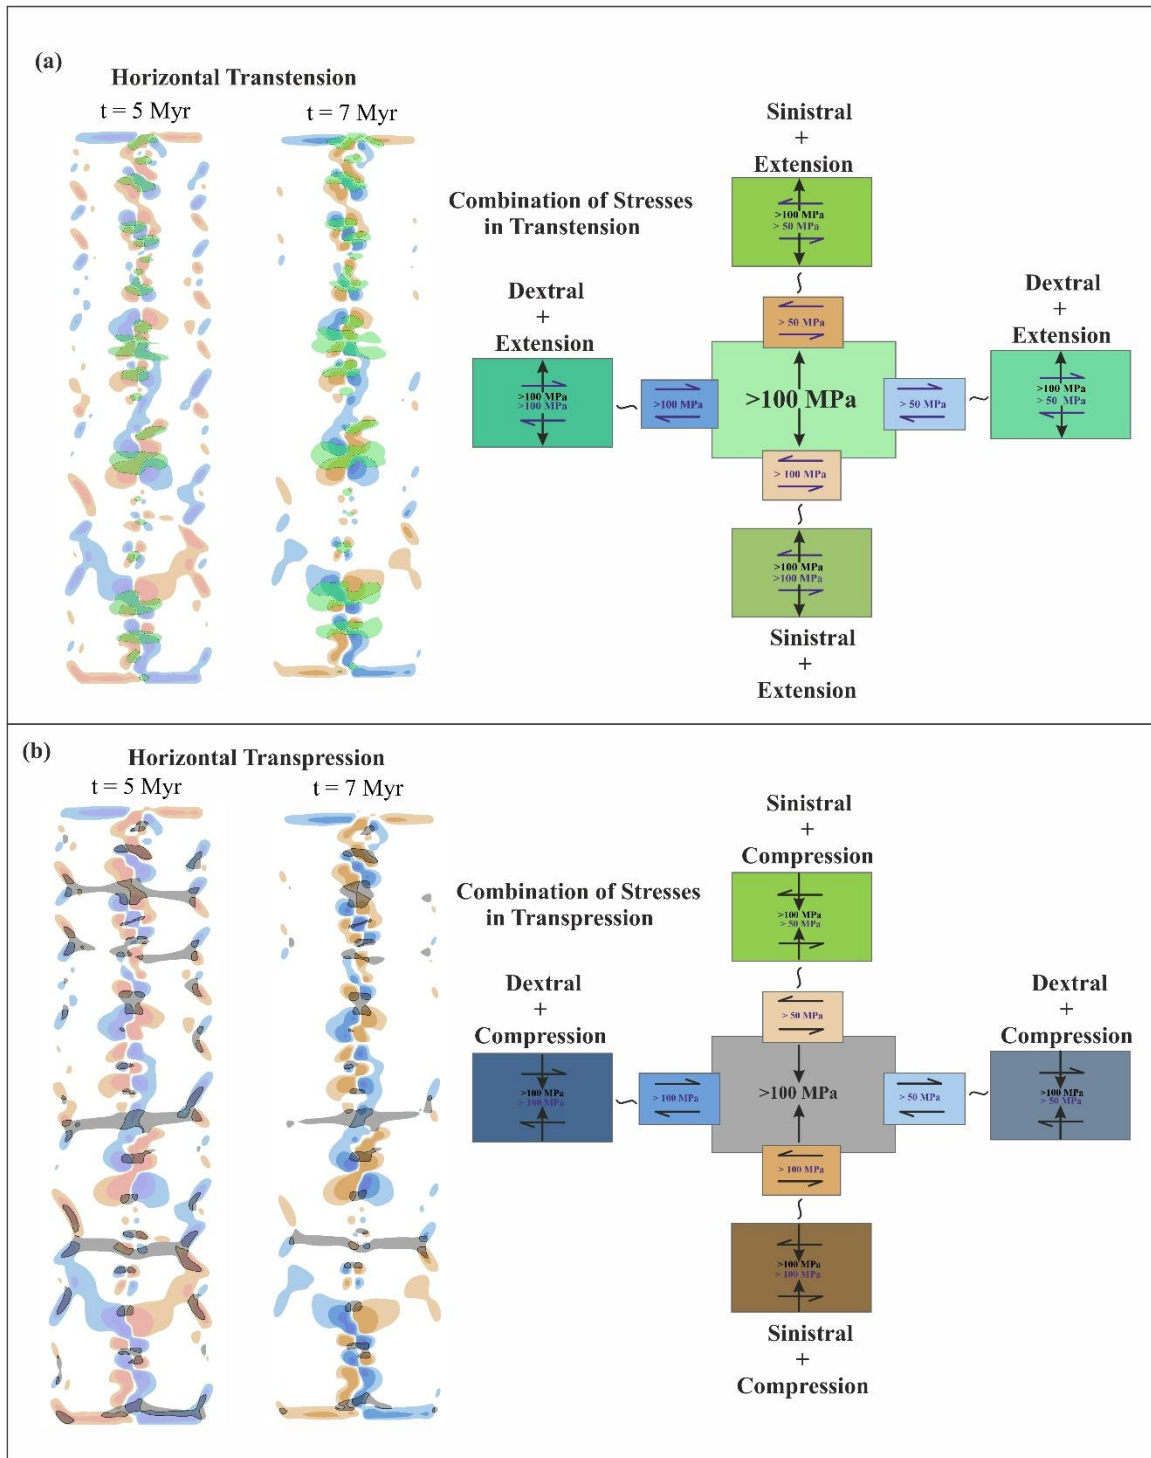 (a)
Horizontal Transtension
t = 5 Myr
t = 7 Myr
Combination of Stresses
in Transtension
Sinistral
+
Extension
>100 MPa
> 50 MPa
Dextral
+
Extension
>100 MPa
>100 MPa
>100 MPa
> 50 MPa
>100 MPa
> 50 MPa
Dextral
+
Extension
>100 MPa
> 50 MPa
> 100 MPa
>100 MPa
>100 MPa
Sinistral
+
Extension
(b)
Horizontal Transpression
t = 5 Myr
t = 7 Myr
Combination of Stresses
in Transpression
Sinistral
+
Compression
>100 MPa
> 50 MPa
Dextral
+
Compression
>100 MPa
> 100 MPa
> 100 MPa
> 50 MPa
>100 MPa
> 50 MPa
Dextral
+
Compression
>100 MPa
> 50 MPa
> 100 MPa
>100 MPa
> 100 MPa
Sinistral
+
Compression